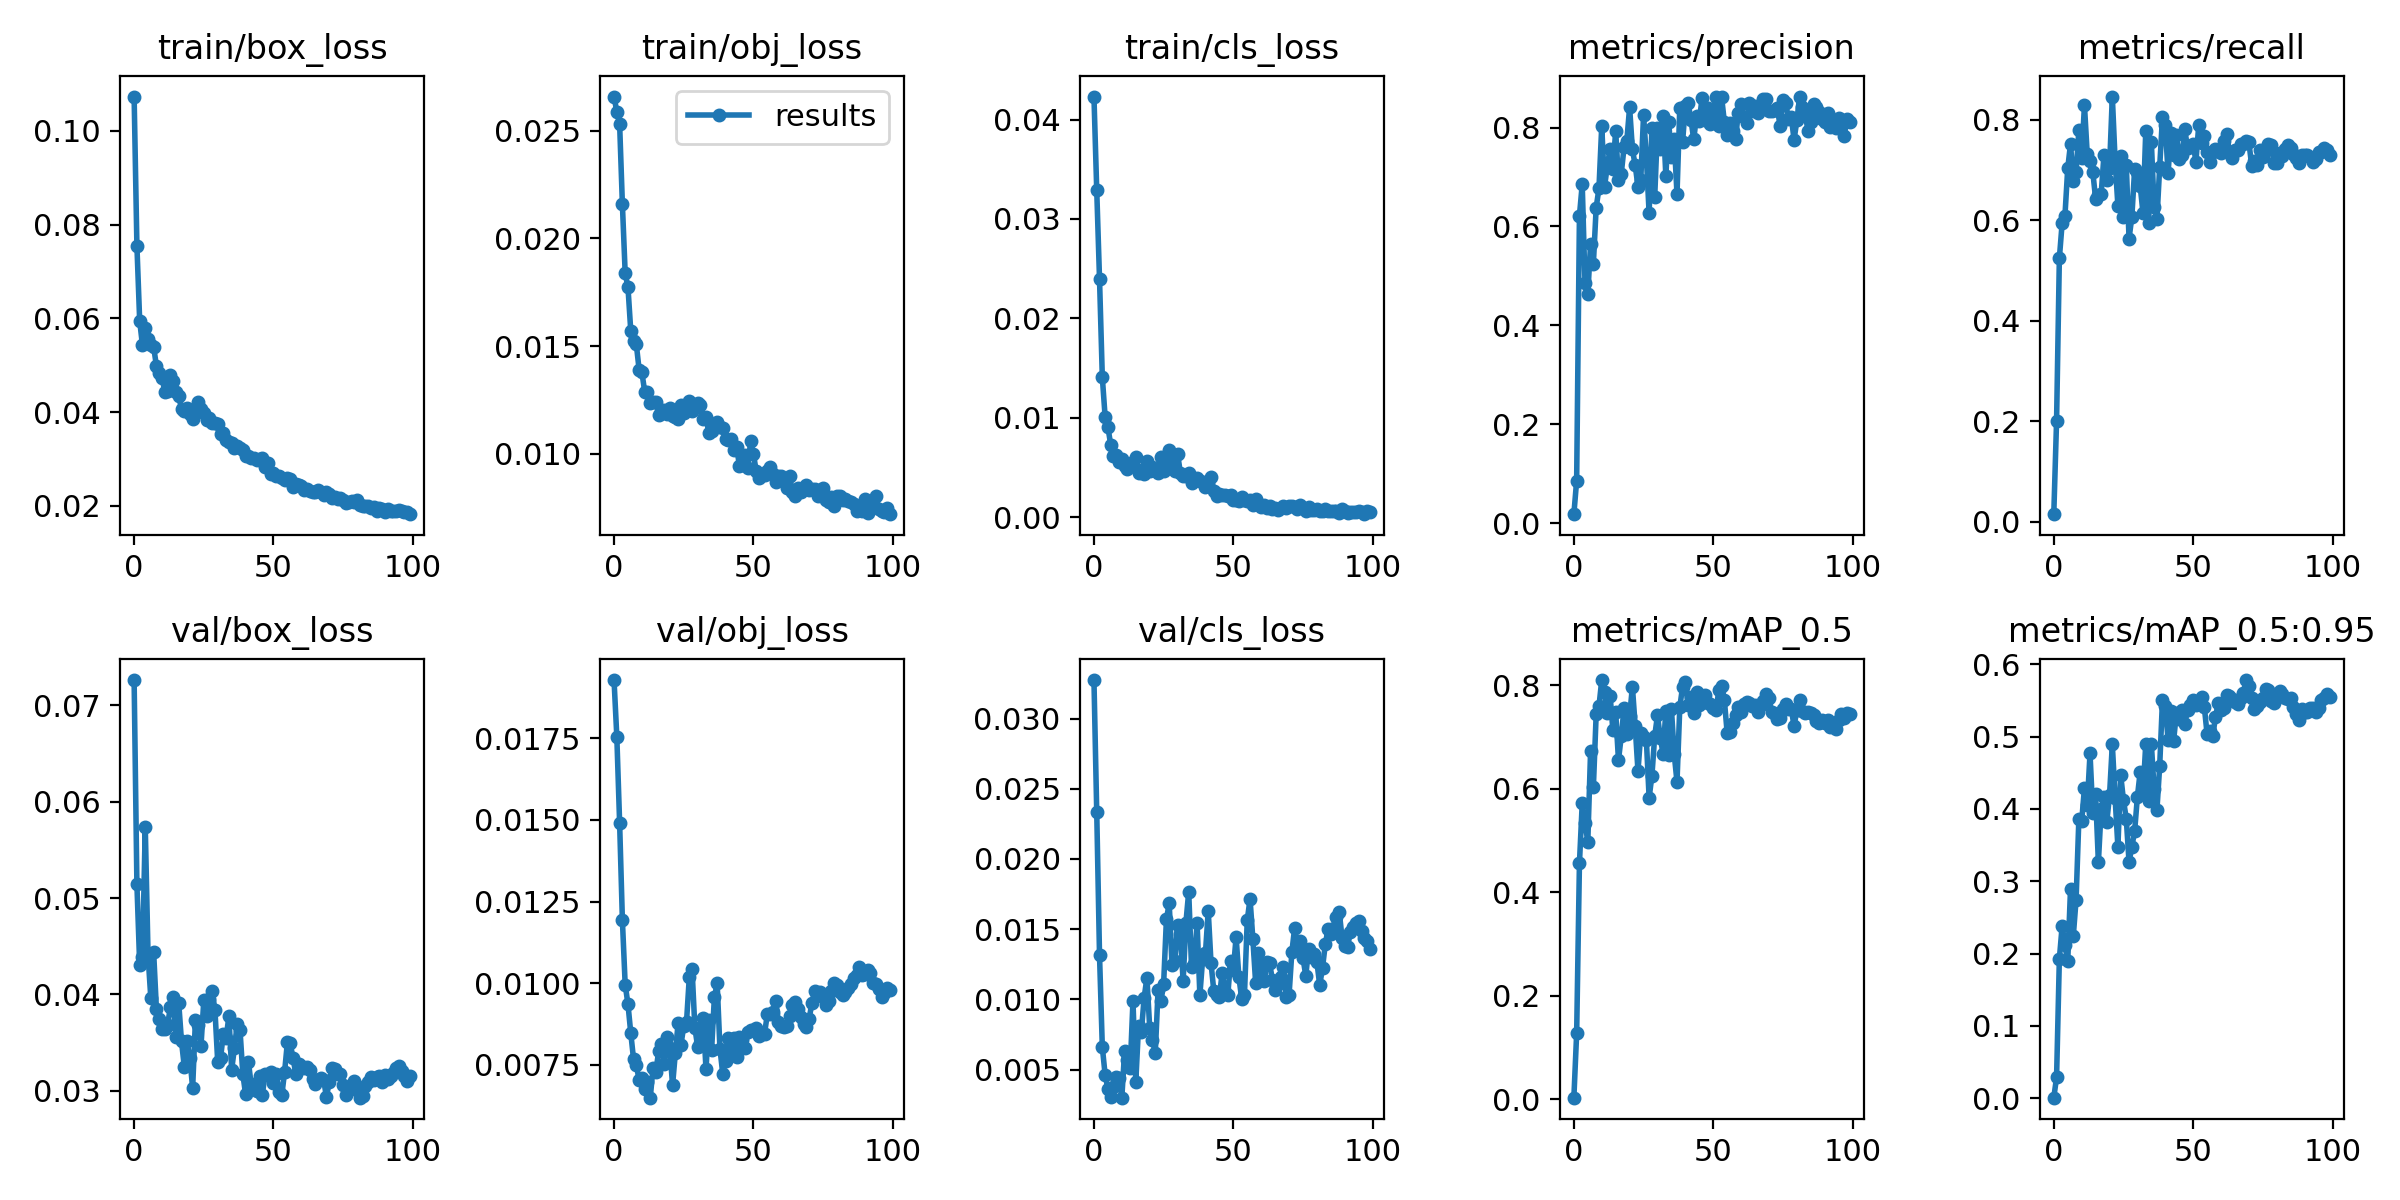 train/box_loss
0.10
0.08
0.06
0.04
0.02
0 50 100
train/obj_loss
results
0.025
0.020
0.015
0.010
0 50 100
train/cls_loss
0.04
0.03
0.02
0.01
0.00
0 50 100
metrics/precision
0.8
0.6
0.4
0.2
0.0
0 50 100
metrics/recall
0.8
0.6
0.4
0.2
0.0
0 50 100
val/box_loss
0.07
0.06
0.05
0.04
0.03
0 50 100
val/obj_loss
0.0175
0.0150
0.0125
0.0100
0.0075
0 50 100
val/cls_loss
0.030
0.025
0.020
0.015
0.010
0.005
0 50 100
metrics/mAP_0.5
0.8
0.6
0.4
0.2
0.0
0 50 100
metrics/mAP_0.5:0.95
0.6
0.5
0.4
0.3
0.2
0.1
0.0
0 50 100